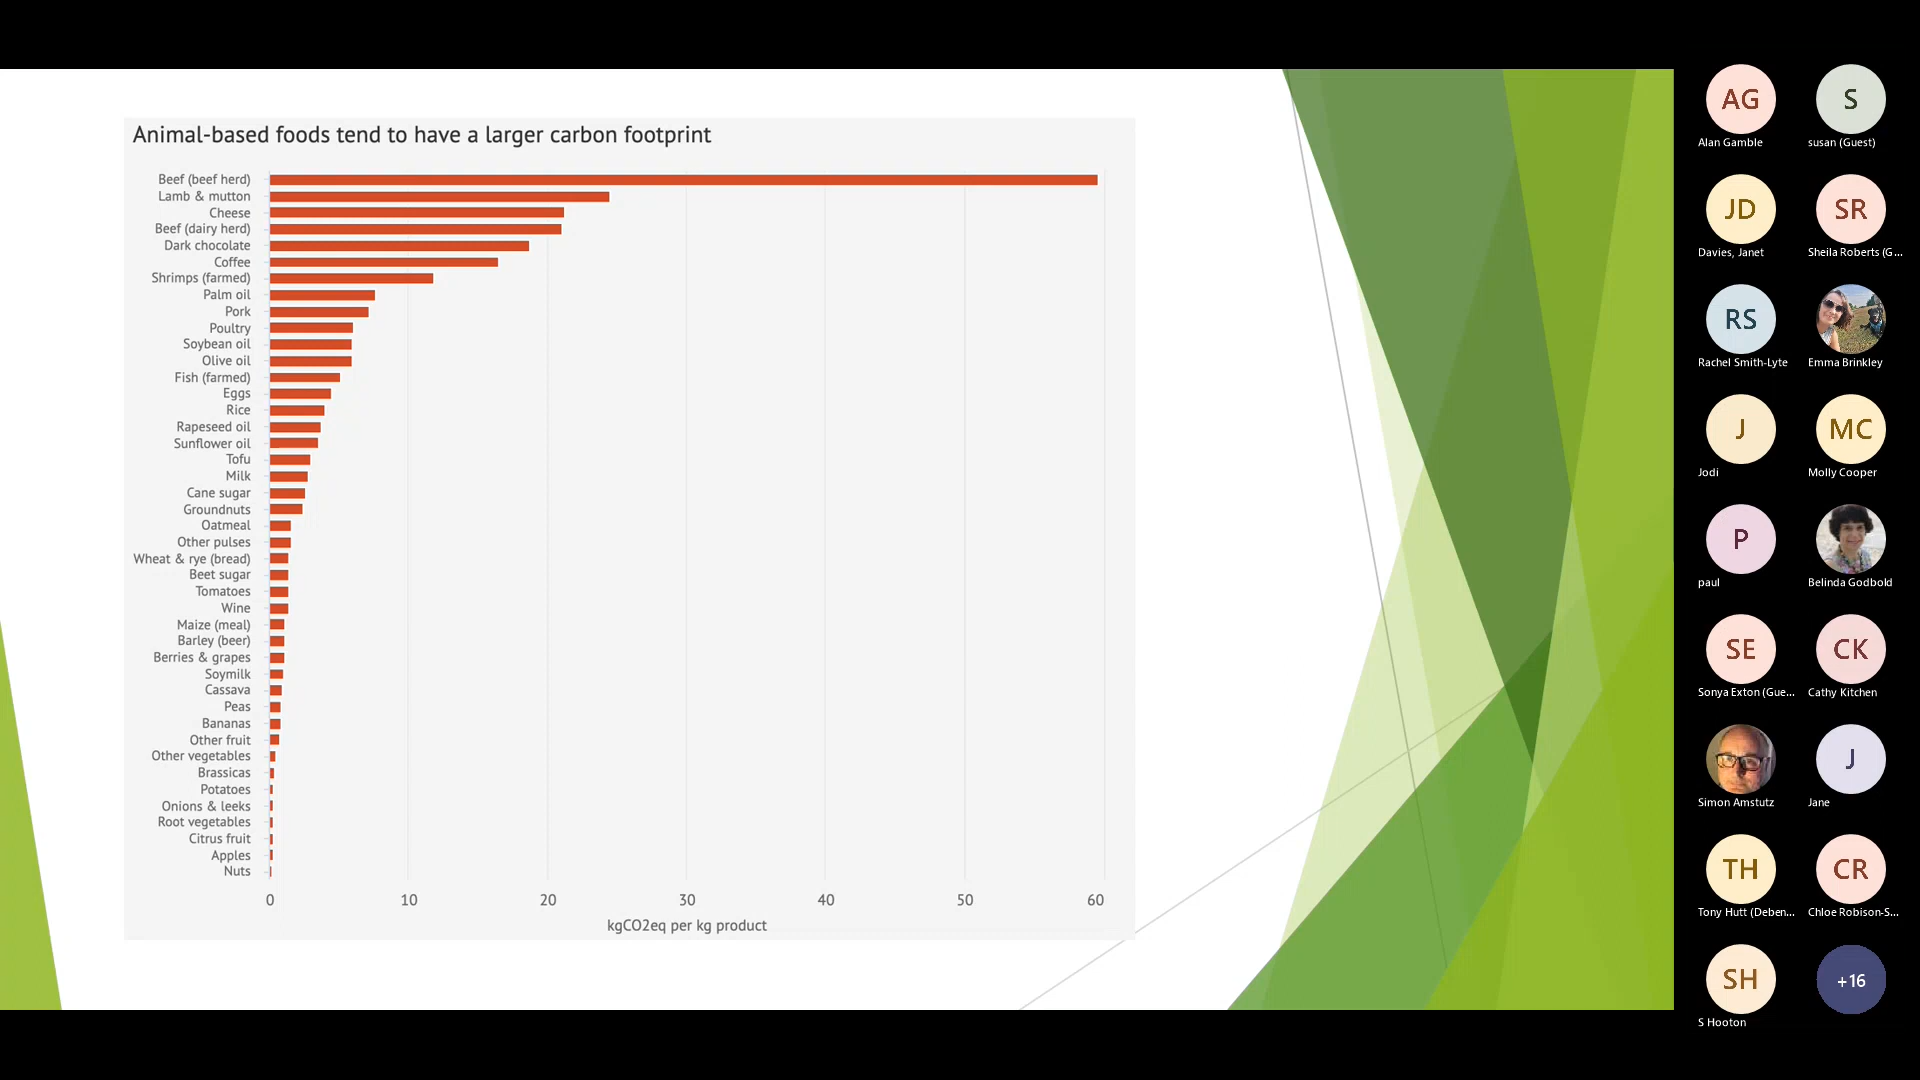 Animal-based foods tend to have a larger carbon footprint
Beef (beef herd)
Lamb & mutton
Cheese
Beef (dairy herd)
Dark chocolate
Coffee
Shrimps (farmed)
Palm oil
Pork
Poultry
Soybean oil
Olive oil
Fish (farmed)
Eggs
Rice
Rapeseed oil
Sunflower oil
Tofu
Milk
Cane sugar
Groundnuts
Oatmeal
Other pulses
Wheat & rye (bread)
Beet sugar
Tomatoes
Wine
Maize (meal)
Barley (beer)
Berries & grapes
Soymilk
Cassava
Peas
Bananas
Other fruit
Other vegetables
Brassicas
Potatoes
Onions & leeks
Root vegetables
Citrus fruit
Apples
Nuts
0 10 20 30 40 50 60
kgCO2eq per kg product
AG S
Alan Gamble susan (Guest)
JD SR
Davies, Janet Sheila Roberts (G...
RS
Rachel Smith-Lyte Emma Brinkley
J MC
Jodi Molly Cooper
P
paul Belinda Godbold
SE CK
Sonya Exton (Gue... Cathy Kitchen
J
Simon Amstutz Jane
TH CR
Tony Hutt (Deben... Chloe Robison-S...
SH +16
S Hooton